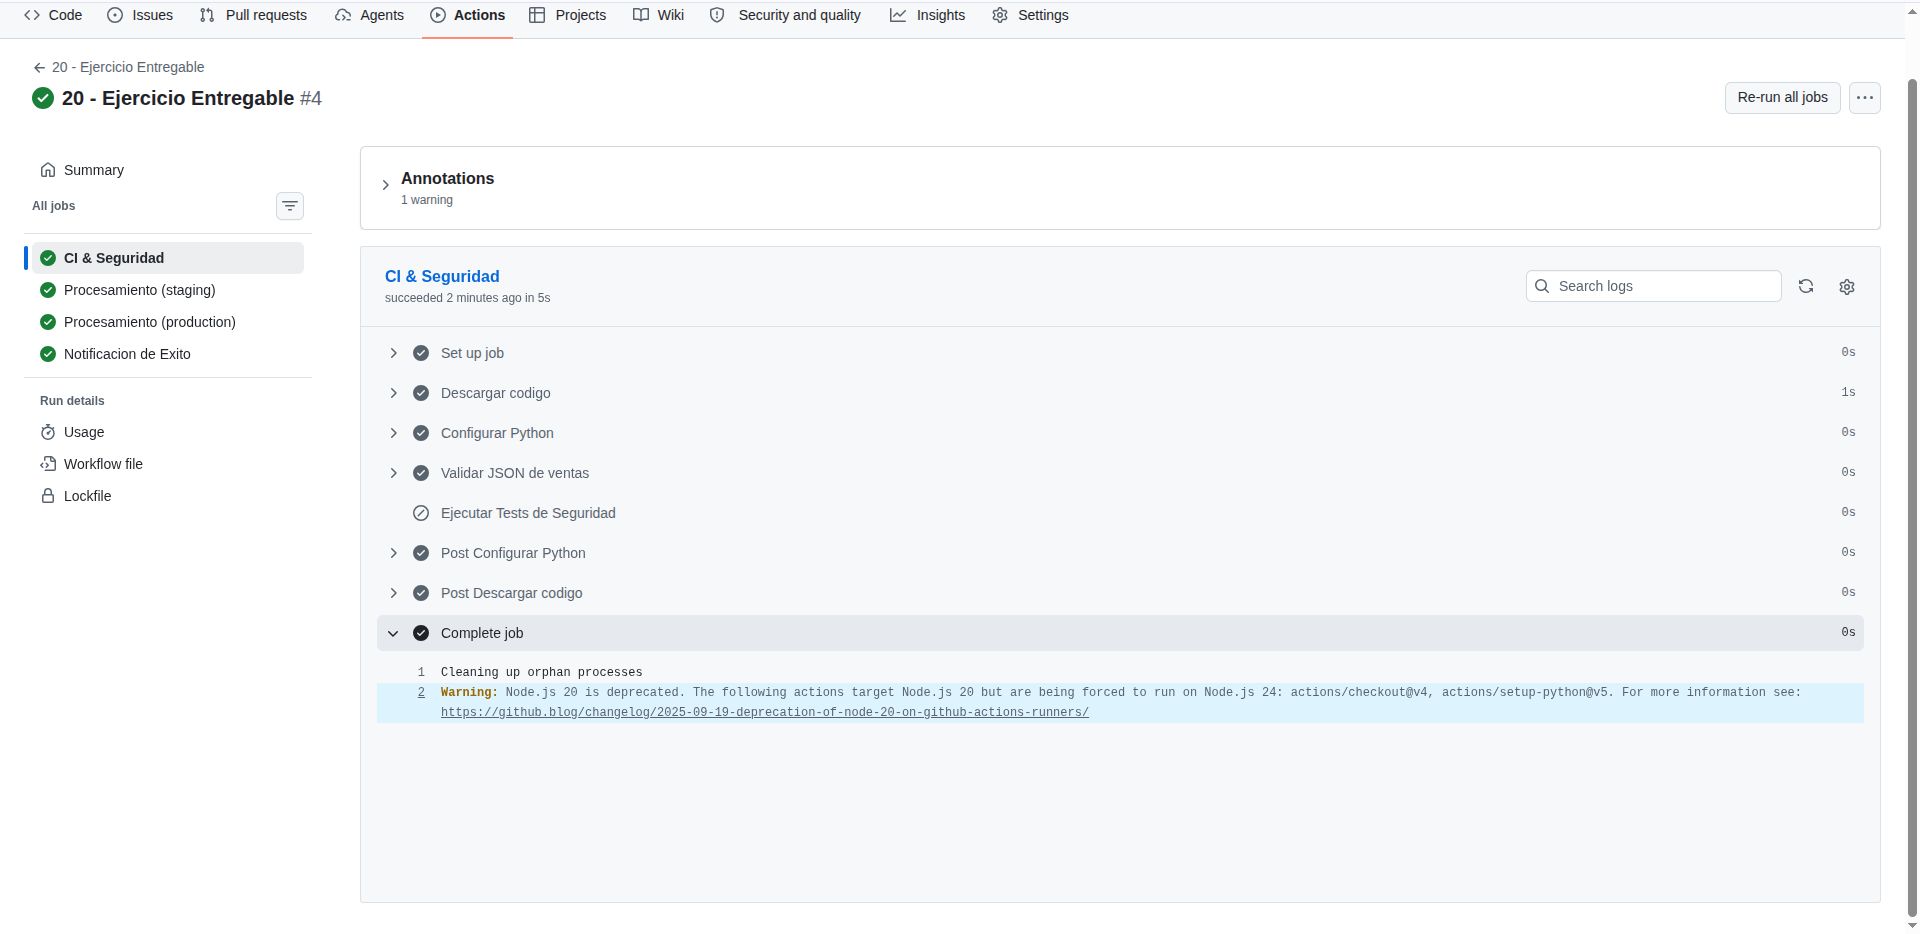 Code Issues Pull requests Agents Actions Projects Wiki Security and quality Insights Settings
20 - Ejercicio Entregable
20 - Ejercicio Entregable #4
Re-run all jobs
Summary
All jobs
CI & Seguridad
Procesamiento (staging)
Procesamiento (production)
Notificacion de Exito
Run details
Usage
Workflow file
Lockfile
Annotations
1 warning
CI & Seguridad
succeeded 2 minutes ago in 5s
Search logs
Set up job 0s
Descargar codigo 1s
Configurar Python 0s
Validar JSON de ventas 0s
Ejecutar Tests de Seguridad 0s
Post Configurar Python 0s
Post Descargar codigo 0s
Complete job 0s
1 Cleaning up orphan processes
2 Warning: Node.js 20 is deprecated. The following actions target Node.js 20 but are being forced to run on Node.js 24: actions/checkout@v4, actions/setup-python@v5. For more information see:
https://github.blog/changelog/2025-09-19-deprecation-of-node-20-on-github-actions-runners/